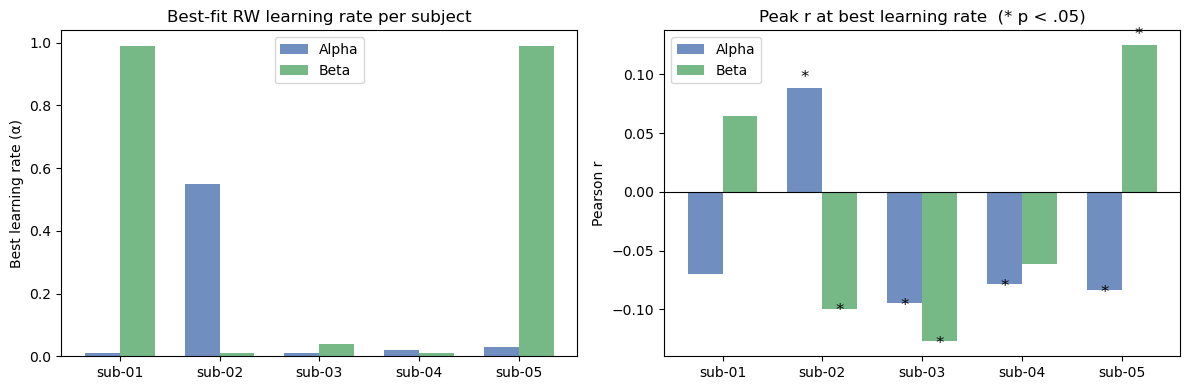 Best-fit RW learning rate per subject
Best learning rate (α)
1.0
0.8
0.6
0.4
0.2
0.0
Alpha
Beta
sub-01 sub-02 sub-03 sub-04 sub-05
Peak r at best learning rate (* p < .05)
Pearson r
0.10
0.05
0.00
−0.05
−0.10
Alpha
Beta
*
*
*
*
*
*
*
sub-01 sub-02 sub-03 sub-04 sub-05